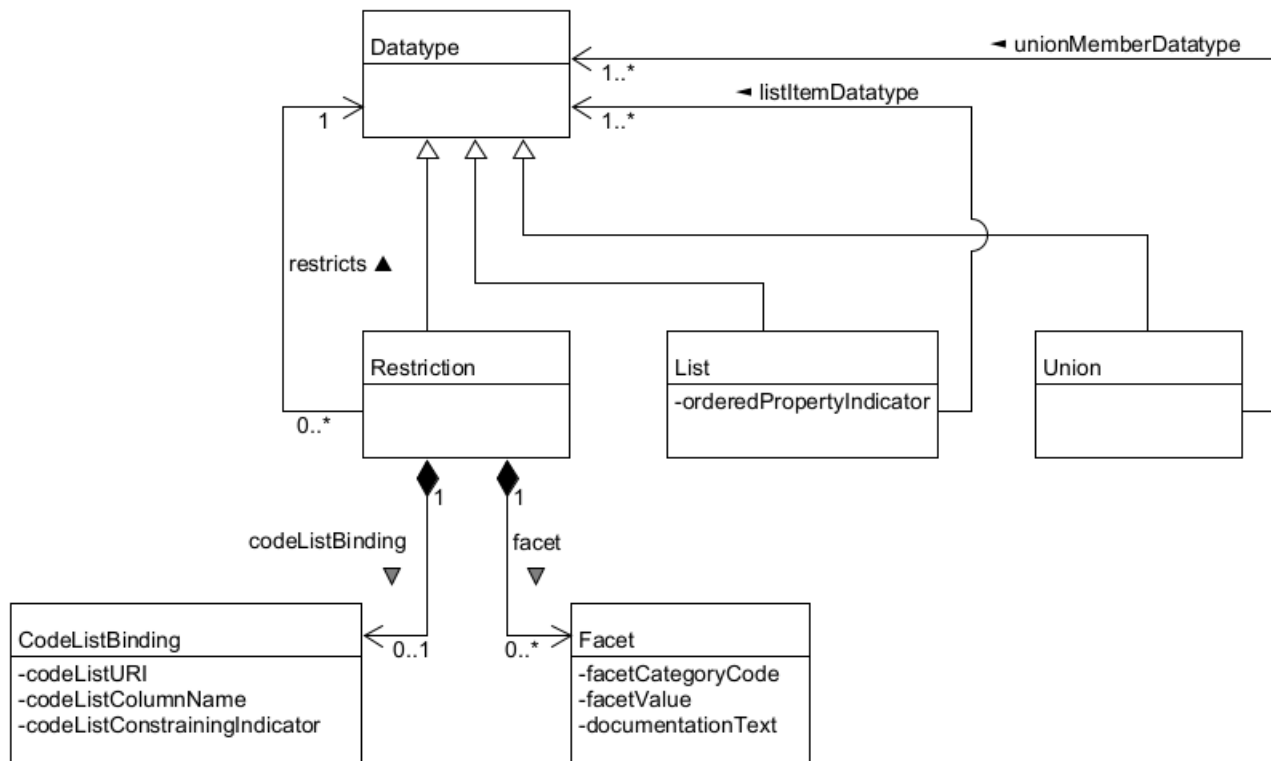 Datatype
◄ unionMemberDatatype
1..*
◄ listItemDatatype
1
1..*
restricts ▲
Restriction
List
-orderedPropertyIndicator
Union
0..*
1
1
codeListBinding
facet
CodeListBinding
-codeListURI
-codeListColumnName
-codeListConstrainingIndicator
0..1
0..*
Facet
-facetCategoryCode
-facetValue
-documentationText